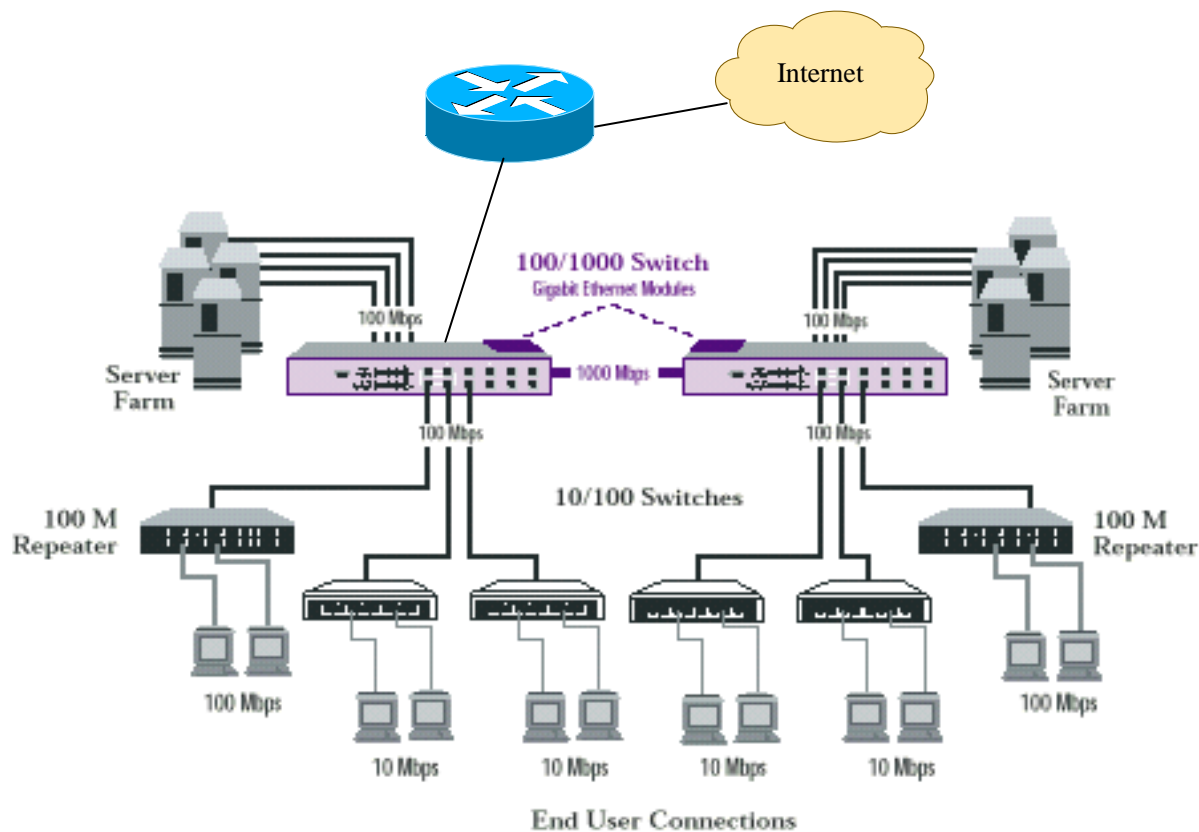 Internet
100/1000 Switch
Gigabit Ethernet Modules
100 Mbps
100 Mbps
Server
Farm
1000 Mbps
Server
Farm
100 Mbps
100 Mbps
10/100 Switches
100 M
Repeater
100 M
Repeater
100 Mbps
100 Mbps
10 Mbps
10 Mbps
10 Mbps
10 Mbps
End User Connections